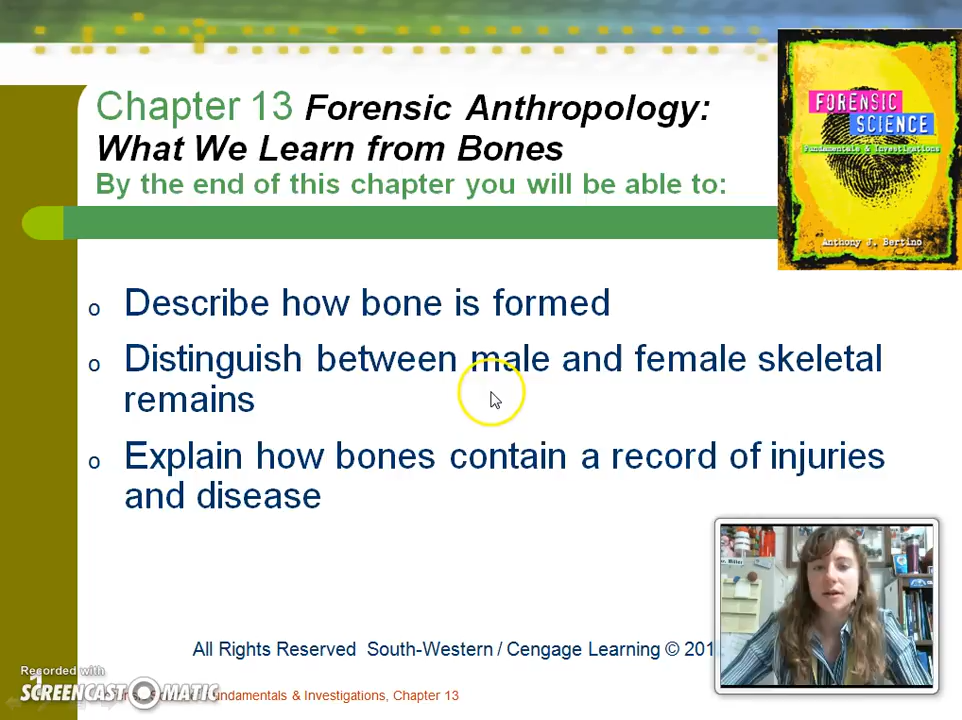 Chapter 13 Forensic Anthropology:
What We Learn from Bones
By the end of this chapter you will be able to:
FORENSIC
SCIENCE
Fundamentals & Investigations
Anthony J. Bertino
o Describe how bone is formed
o Distinguish between male and female skeletal
remains
o Explain how bones contain a record of injuries
and disease
All Rights Reserved South-Western / Cengage Learning © 201
Recorded with
SCREENCAST-O-MATIC
1
Fundamentals & Investigations, Chapter 13